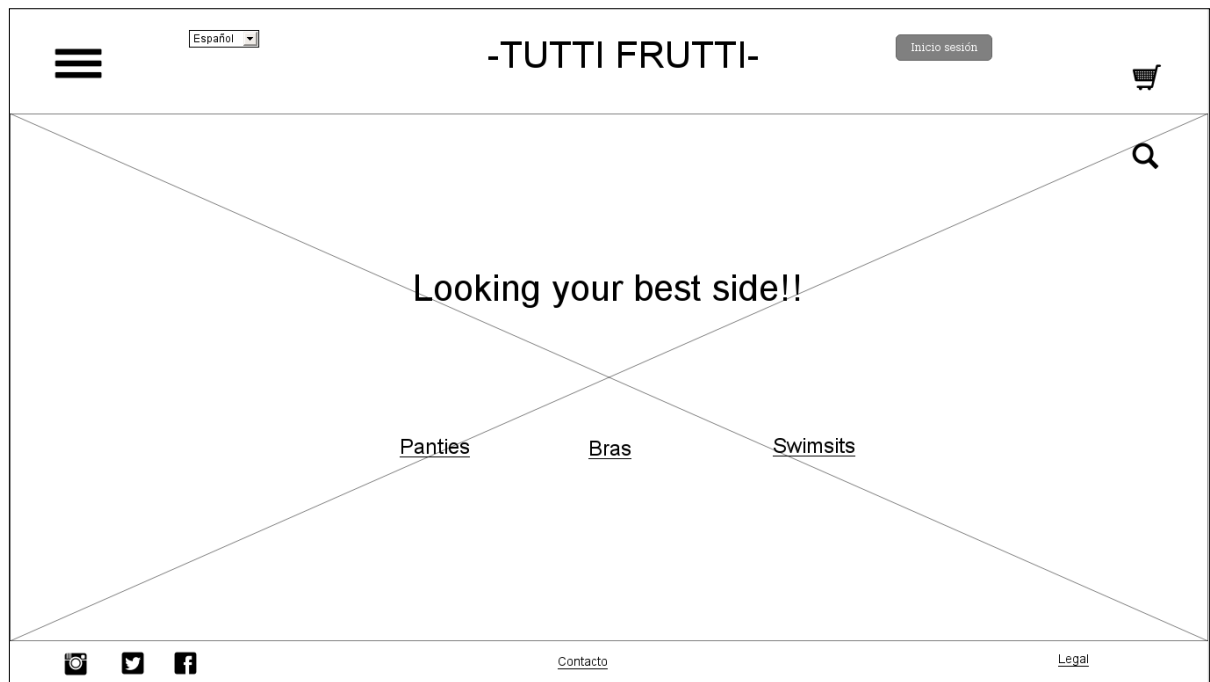 Español
-TUTTI FRUTTI-
Inicio sesión
Looking your best side!!
Panties
Bras
Swimsits
Contacto
Legal